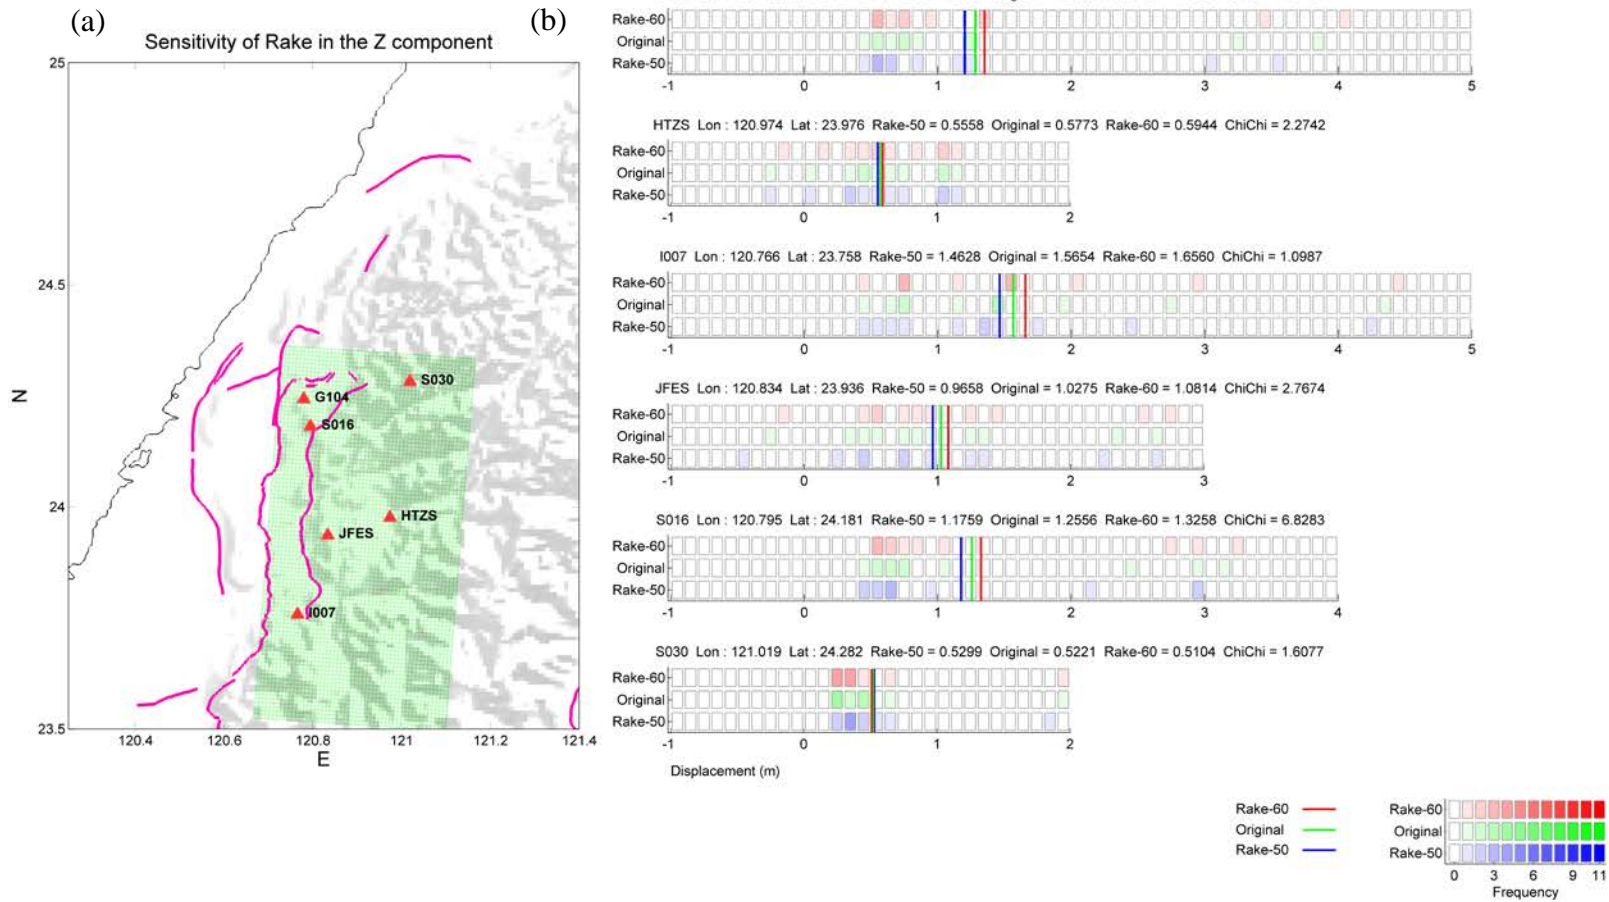 (a)
Sensitivity of Rake in the Z component
25
24.5
N
24
23.5
120.4 120.6 120.8 121 121.2 121.4
E
S030
G104
S016
HTZS
JFES
I007
(b)
Rake-60
Original
Rake-50
-1 0 1 2 3 4 5
HTZS Lon : 120.974 Lat : 23.976 Rake-50 = 0.5558 Original = 0.5773 Rake-60 = 0.5944 ChiChi = 2.2742
Rake-60
Original
Rake-50
-1 0 1 2
I007 Lon : 120.766 Lat : 23.758 Rake-50 = 1.4628 Original = 1.5654 Rake-60 = 1.6560 ChiChi = 1.0987
Rake-60
Original
Rake-50
-1 0 1 2 3 4 5
JFES Lon : 120.834 Lat : 23.936 Rake-50 = 0.9658 Original = 1.0275 Rake-60 = 1.0814 ChiChi = 2.7674
Rake-60
Original
Rake-50
-1 0 1 2 3
S016 Lon : 120.795 Lat : 24.181 Rake-50 = 1.1759 Original = 1.2556 Rake-60 = 1.3258 ChiChi = 6.8283
Rake-60
Original
Rake-50
-1 0 1 2 3 4
S030 Lon : 121.019 Lat : 24.282 Rake-50 = 0.5299 Original = 0.5221 Rake-60 = 0.5104 ChiChi = 1.6077
Rake-60
Original
Rake-50
-1 0 1 2
Displacement (m)
Rake-60
Original
Rake-50
Rake-60
Original
Rake-50
0 3 6 9 11
Frequency